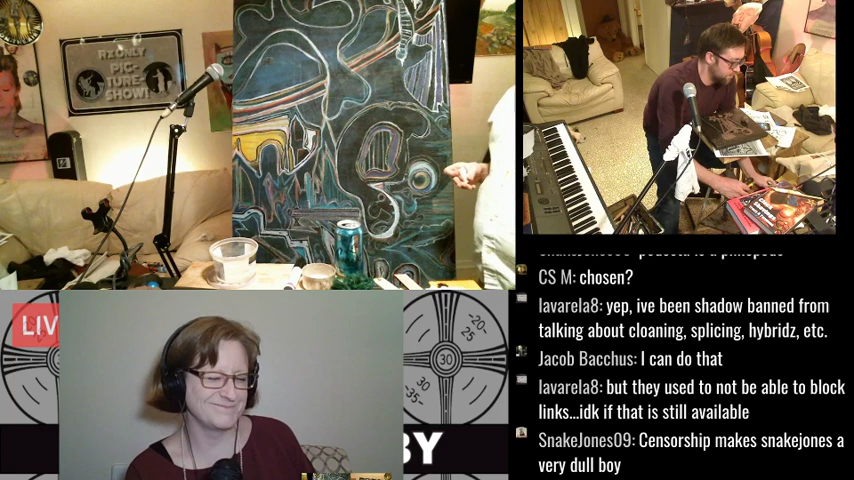 RZONLY
PIC-
TURE-
SHOW!
LIV
-20-
25
30
30
-35-
BY
CS M: chosen?
lavarela8: yep, ive been shadow banned from
talking about cloaning, splicing, hybridz, etc.
Jacob Bacchus: I can do that
lavarela8: but they used to not be able to block
links...idk if that is still available
SnakeJones09: Censorship makes snakejones a
very dull boy